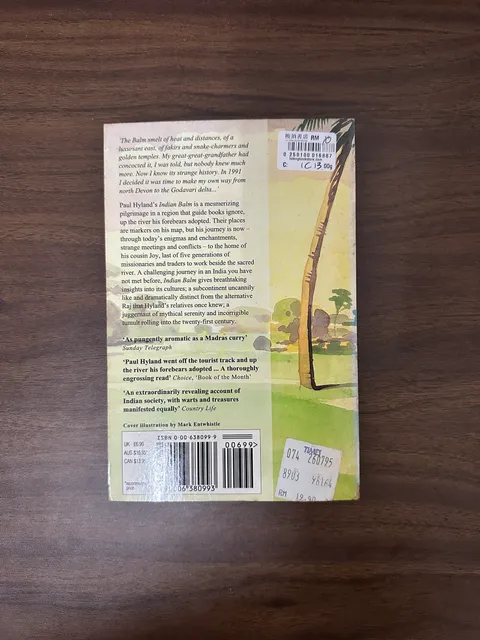 'The Balm smelt of heat and distances, of a
luxuriant east, of fakirs and snake-charmers and
golden temples. My great-great-grandfather had
concocted it, I was told, but nobody knew much
more. Now I know its strange history. In 1991
I decided it was time to make my own way from
north Devon to the Godavari delta...'
Paul Hyland's Indian Balm is a mesmerizing
pilgrimage in a region that guide books ignore,
up the river his forbears adopted. Their places
are markers on his map, but his journey is now –
through today's enigmas and enchantments,
strange meetings and conflicts – to the home of
his cousin Joy, last of five generations of
missionaries and traders to work beside the sacred
river. A challenging journey in an India you have
not met before, Indian Balm gives breathtaking
insights into its cultures; a subcontinent uncannily
like and dramatically distinct from the alternative
Raj that Hyland's relatives once knew; a
juggernaut of mythical serenity and incorrigible
tumult rolling into the twenty-first century.
'As pungently aromatic as a Madras curry'
Sunday Telegraph
'Paul Hyland went off the tourist track and up
the river his forbears adopted ... A thoroughly
engrossing read' Choice, 'Book of the Month'
'An extraordinarily revealing account of
Indian society, with warts and treasures
manifested equally' Country Life
Cover illustration by Mark Entwhistle
ISBN 0-00-638099-9
00699>
UK £6.99
RM
C:
TIMES
074 260795
RM 19.90